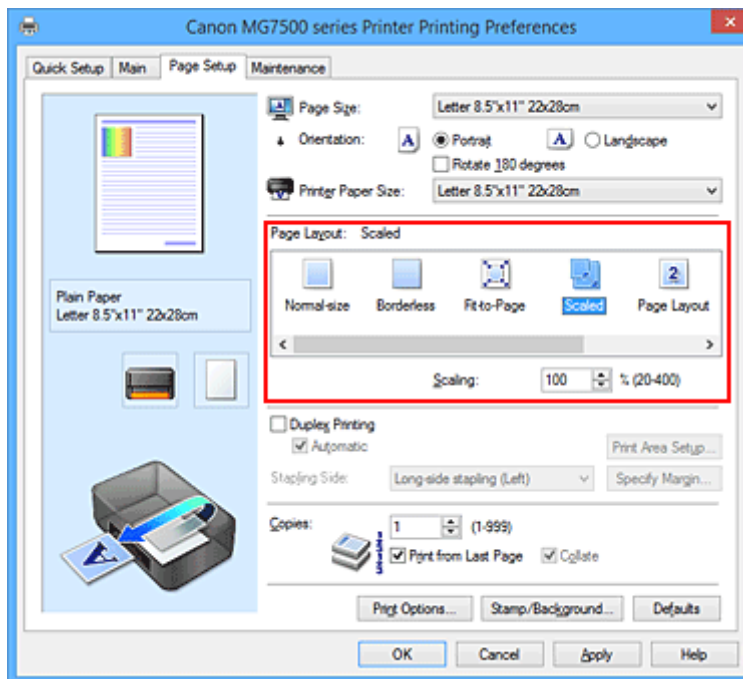 Canon MG7500 series Printer Printing Preferences
Quick Setup Main Page Setup Maintenance
Page Size: Letter 8.5"x11" 22x28cm
Orientation: A Portrait A Landscape
Rotate 180 degrees
Printer Paper Size: Letter 8.5"x11" 22x28cm
Page Layout: Scaled
Normal-size Borderless Fit-to-Page Scaled Page Layout
Scaling: 100 % (20-400)
Plain Paper
Letter 8.5"x11" 22x28cm
Duplex Printing
Automatic Print Area Setup...
Stapling Side: Long-side stapling (Left) Specify Margin...
Copies: 1 (1-999)
Print from Last Page Collate
Print Options... Stamp/Background... Defaults
OK Cancel Apply Help